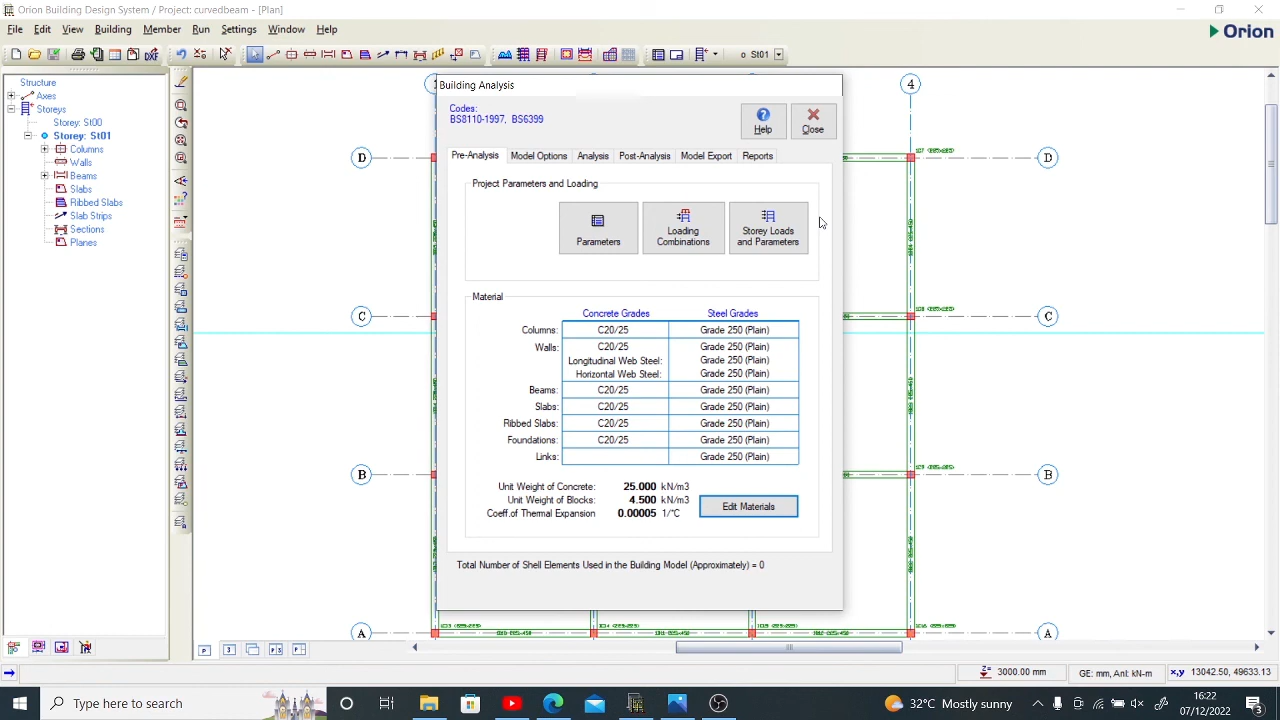 Orion Building Design System / Project: curvedbeam - [Plan]
File Edit View Building Member Run Settings Window Help
Orion
DXF
St01
Structure
Axes
Storeys
Storey: St00
Storey: St01
Columns
Walls
Beams
Slabs
Ribbed Slabs
Slab Strips
Sections
Planes
4
D
D
C
C
B
B
A
A
Building Analysis
Codes:
BS8110-1997, BS6399
Help
Close
Pre-Analysis Model Options Analysis Post-Analysis Model Export Reports
Project Parameters and Loading
Parameters
Loading Combinations
Storey Loads and Parameters
Material
Concrete Grades Steel Grades
Columns: C20/25 Grade 250 (Plain)
Walls: C20/25 Grade 250 (Plain)
Longitudinal Web Steel: Grade 250 (Plain)
Horizontal Web Steel: Grade 250 (Plain)
Beams: C20/25 Grade 250 (Plain)
Slabs: C20/25 Grade 250 (Plain)
Ribbed Slabs: C20/25 Grade 250 (Plain)
Foundations: C20/25 Grade 250 (Plain)
Links: Grade 250 (Plain)
Unit Weight of Concrete: 25.000 kN/m3
Unit Weight of Blocks: 4.500 kN/m3
Coeff.of Thermal Expansion 0.00005 1/°C
Edit Materials
Total Number of Shell Elements Used in the Building Model (Approximately) = 0
Z= 3000.00 mm
GE: mm, Anl: kN-m
x,y 13042.50, 49633.13
Type here to search
32°C Mostly sunny
16:22
07/12/2022
3